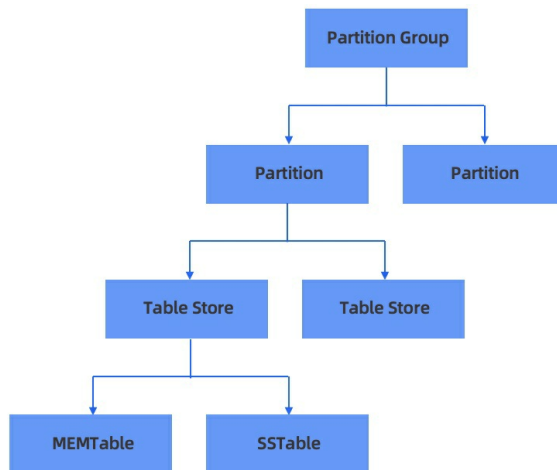 Partition Group
Partition
Partition
Table Store
Table Store
MEMTable
SSTable